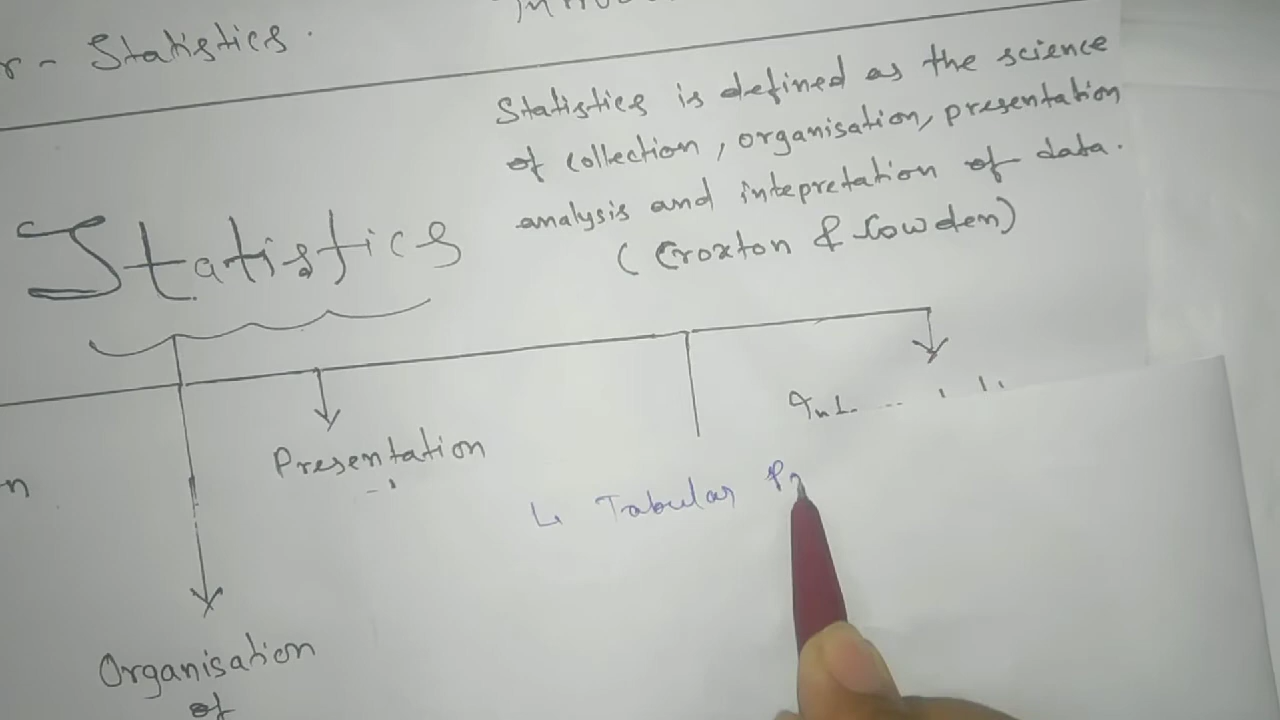 r - Statistics.
Statistics is defined as the science
of collection, organisation, presentation
analysis and intepretation of data.
(Croxton & Cowden)
Statistics
Presentation
n
↳ Tabular P
Organisation
of